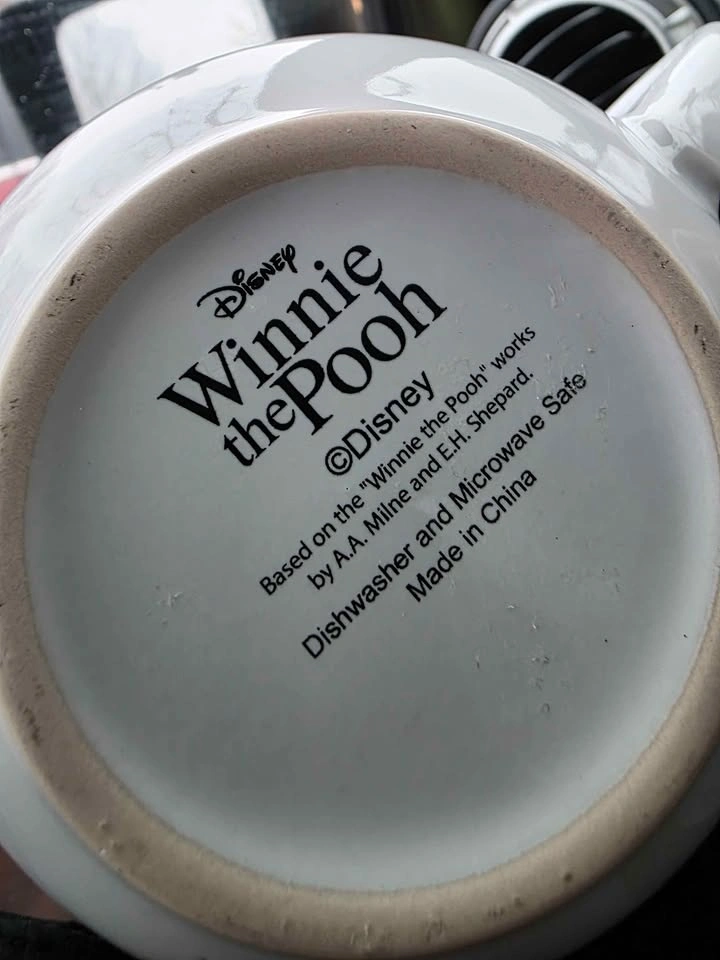 Disney
Winnie
the Pooh
©Disney
Based on the "Winnie the Pooh" works
by A.A. Milne and E.H. Shepard.
Dishwasher and Microwave Safe
Made in China